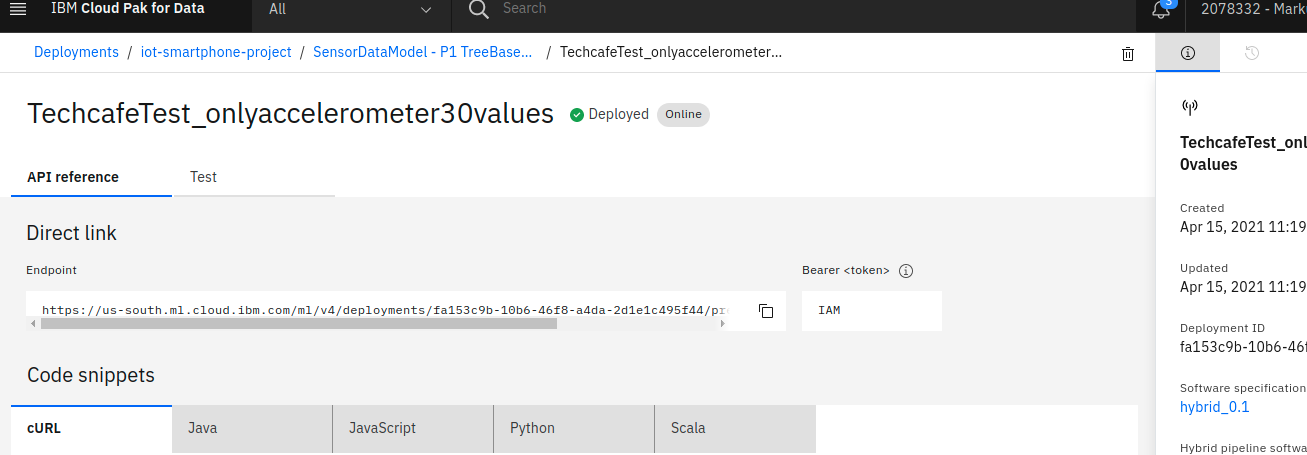 IBM Cloud Pak for Data
All
Search
3
2078332 - Mark
Deployments / iot-smartphone-project / SensorDataModel - P1 TreeBase... / TechcafeTest_onlyaccelerometer...
TechcafeTest_onlyaccelerometer30values
Deployed
Online
API reference
Test
Direct link
Endpoint
Bearer <token>
https://us-south.ml.cloud.ibm.com/ml/v4/deployments/fa153c9b-10b6-46f8-a4da-2d1e1c495f44/pr
IAM
Code snippets
cURL
Java
JavaScript
Python
Scala
TechcafeTest_onl
0values
Created
Apr 15, 2021 11:19
Updated
Apr 15, 2021 11:19
Deployment ID
fa153c9b-10b6-46f
Software specification
hybrid_0.1
Hybrid pipeline softwa